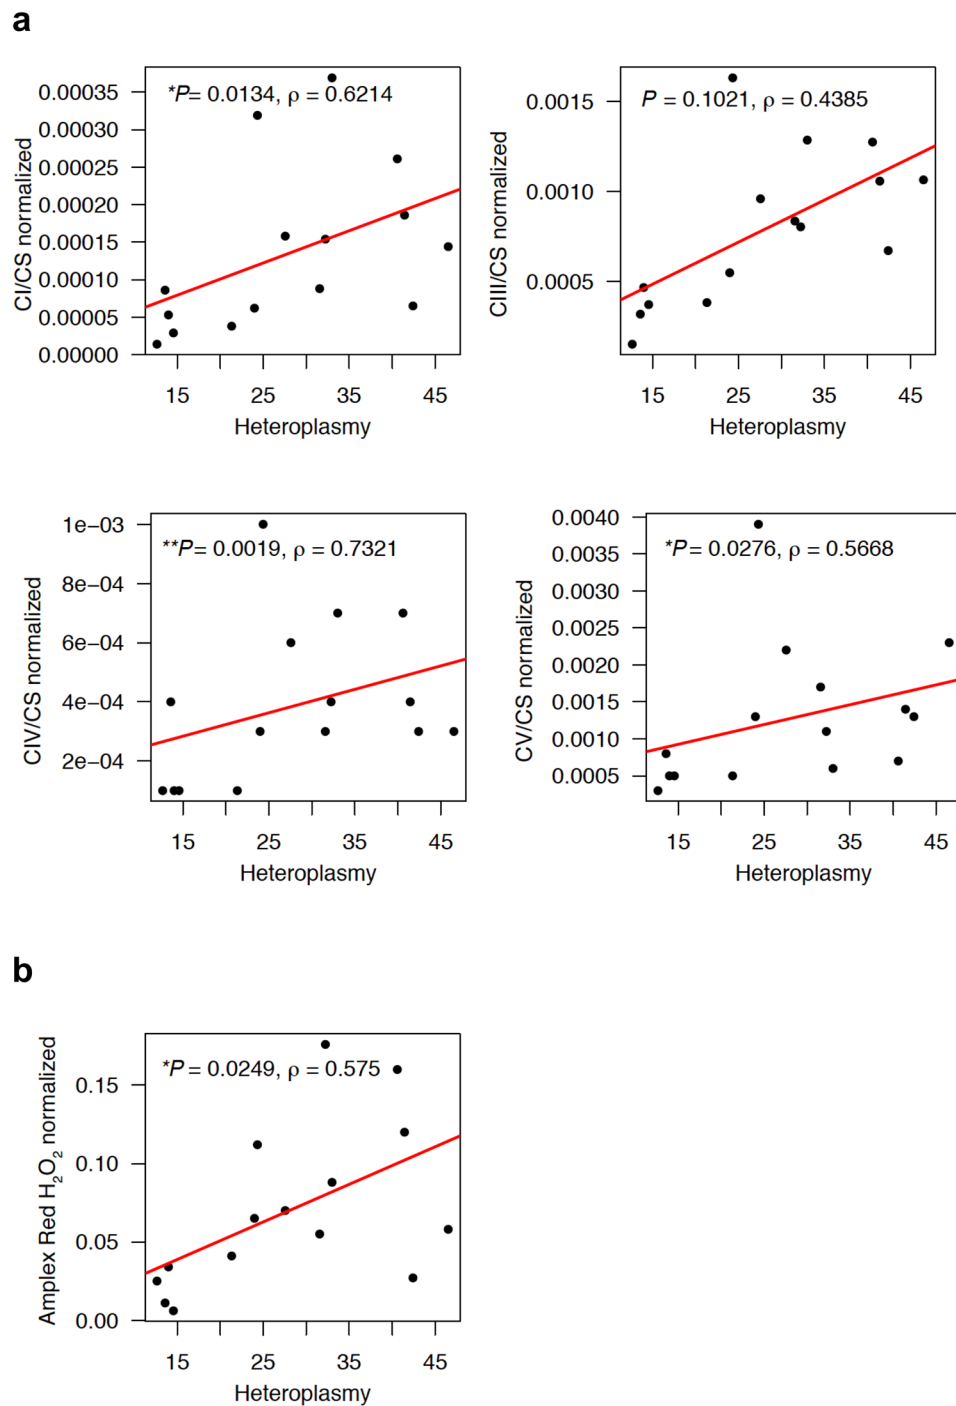 a
*P= 0.0134, ρ = 0.6214
CI/CS normalized
0.00035
0.00030
0.00025
0.00020
0.00015
0.00010
0.00005
0.00000
15 25 35 45
Heteroplasmy
P = 0.1021, ρ = 0.4385
CIII/CS normalized
0.0015
0.0010
0.0005
15 25 35 45
Heteroplasmy
**P= 0.0019, ρ = 0.7321
CIV/CS normalized
1e−03
8e−04
6e−04
4e−04
2e−04
15 25 35 45
Heteroplasmy
*P= 0.0276, ρ = 0.5668
CV/CS normalized
0.0040
0.0035
0.0030
0.0025
0.0020
0.0015
0.0010
0.0005
15 25 35 45
Heteroplasmy
b
*P = 0.0249, ρ = 0.575
Amplex Red H₂O₂ normalized
0.15
0.10
0.05
0.00
15 25 35 45
Heteroplasmy